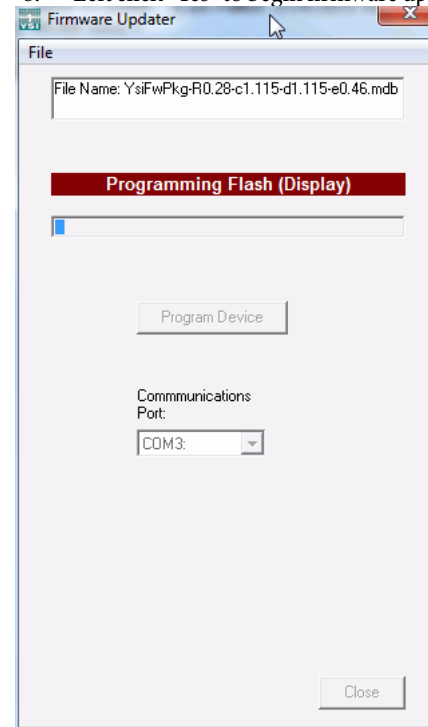 Firmware Updater
File
File Name: YsiFwPkg-R0.28-c1.115-d1.115-e0.46.mdb
Programming Flash (Display)
Program Device
Commmunications
Port:
COM3:
Close